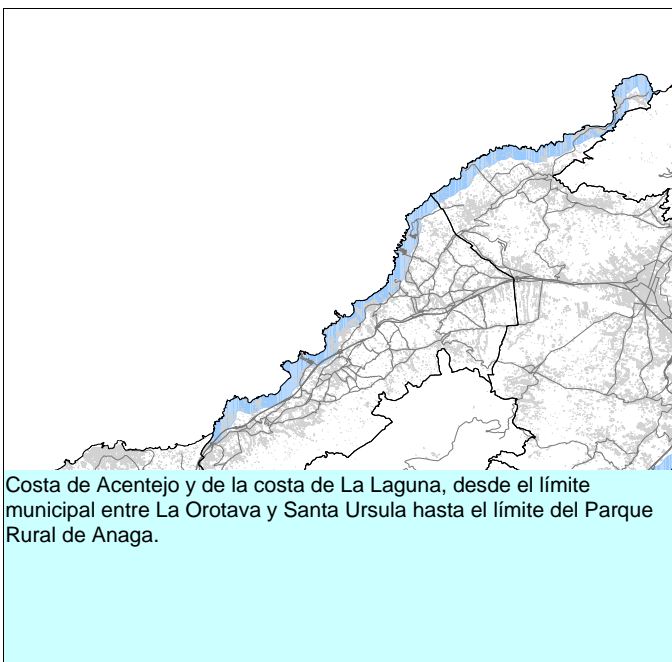 Costa de Acentejo y de la costa de La Laguna, desde el límite
municipal entre La Orotava y Santa Ursula hasta el límite del Parque
Rural de Anaga.